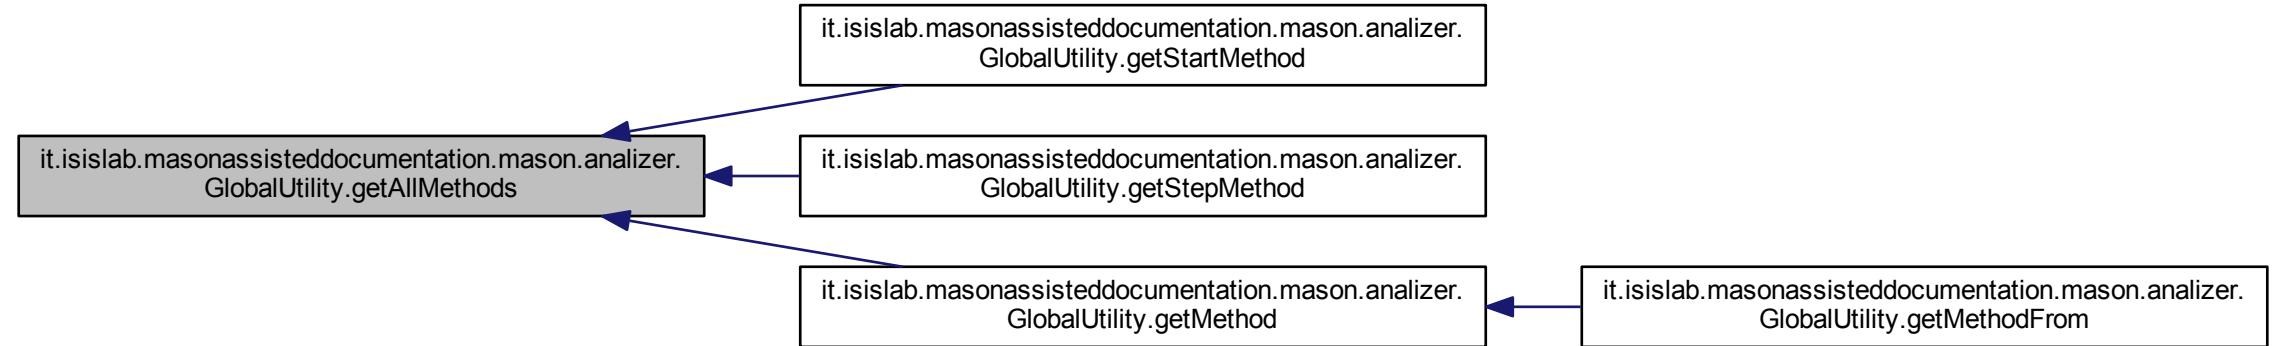 it.isislab.masonassisteddocumentation.mason.analizer.
GlobalUtility.getStartMethod
it.isislab.masonassisteddocumentation.mason.analizer.
GlobalUtility.getAllMethods
it.isislab.masonassisteddocumentation.mason.analizer.
GlobalUtility.getStepMethod
it.isislab.masonassisteddocumentation.mason.analizer.
GlobalUtility.getMethod
it.isislab.masonassisteddocumentation.mason.analizer.
GlobalUtility.getMethodFrom